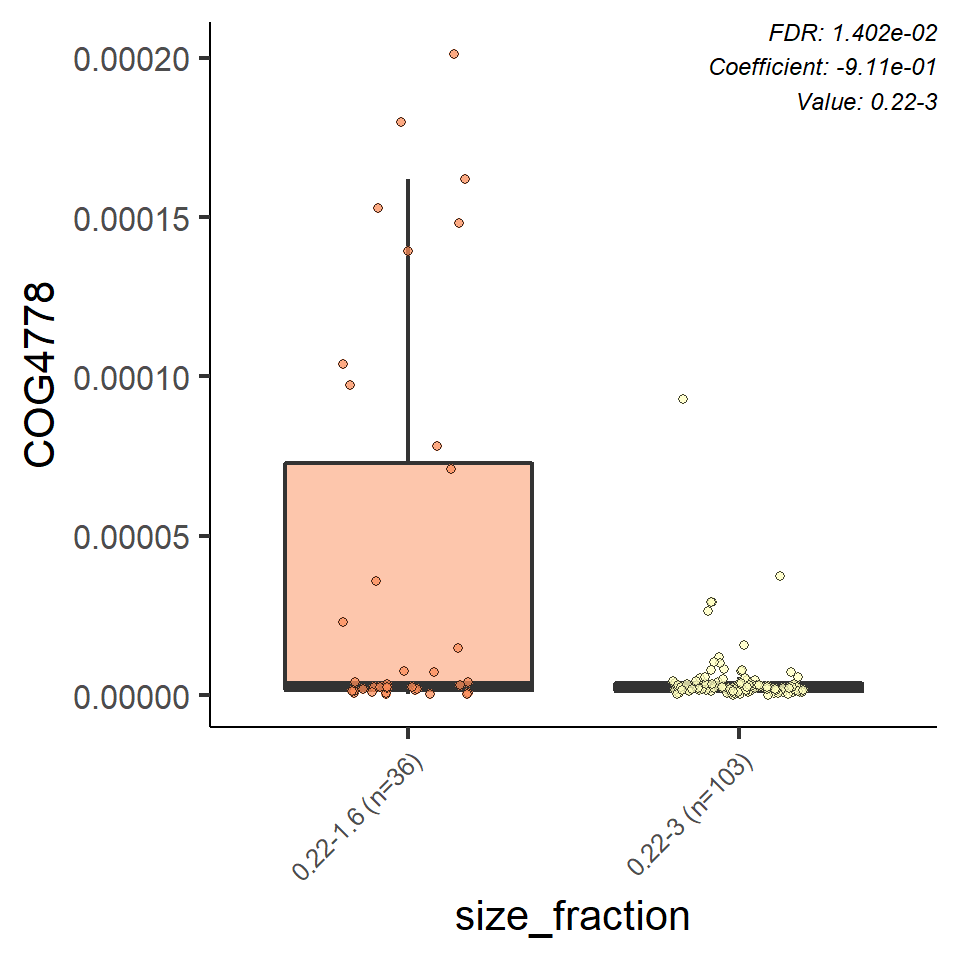 FDR: 1.402e-02
Coefficient: -9.11e-01
Value: 0.22-3
COG4778
0.00020
0.00015
0.00010
0.00005
0.00000
0.22-1.6 (n=36)
0.22-3 (n=103)
size_fraction